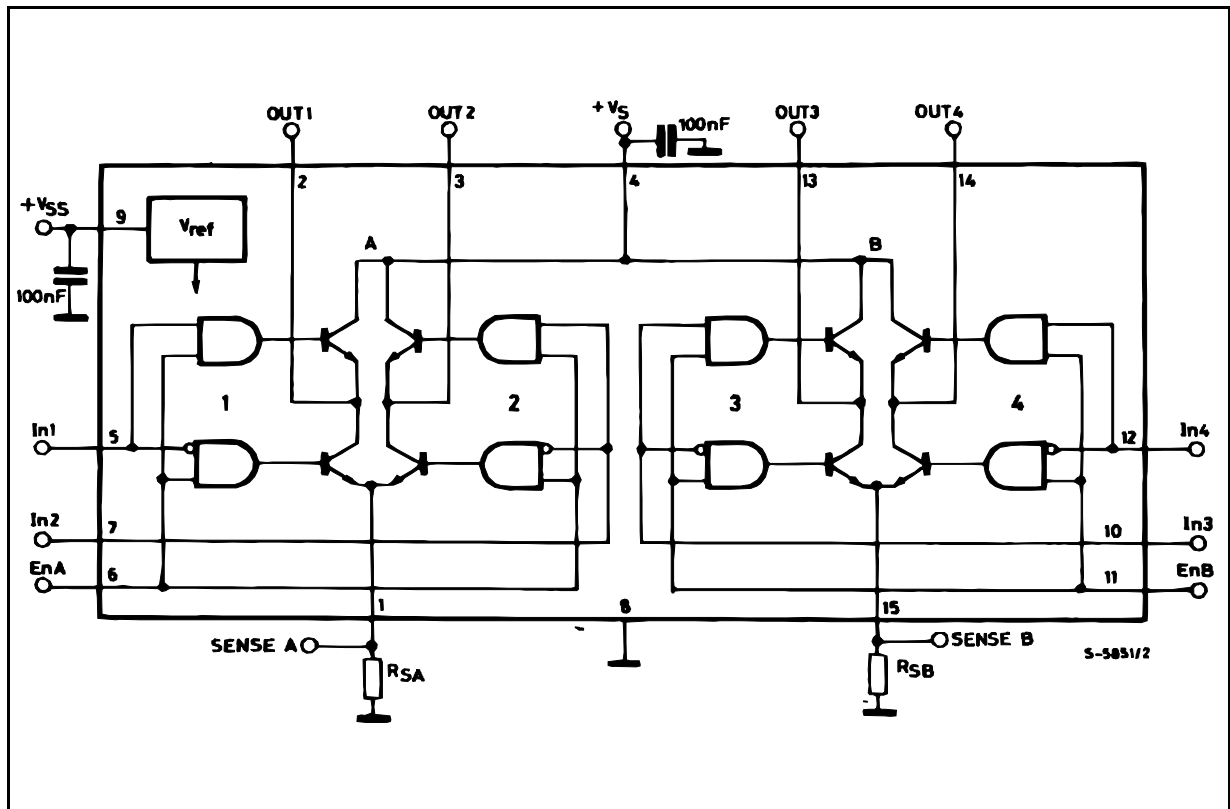 OUT1 OUT2 +VS 100nF OUT3 OUT4
2 3 4 13 14
+VSS 9 Vref
A B
100nF
1 2 3 4
In1 5 12 In4
In2 7 10 In3
EnA 6 11 EnB
1 8 15
SENSE A SENSE B
S-5851/2
RSA RSB